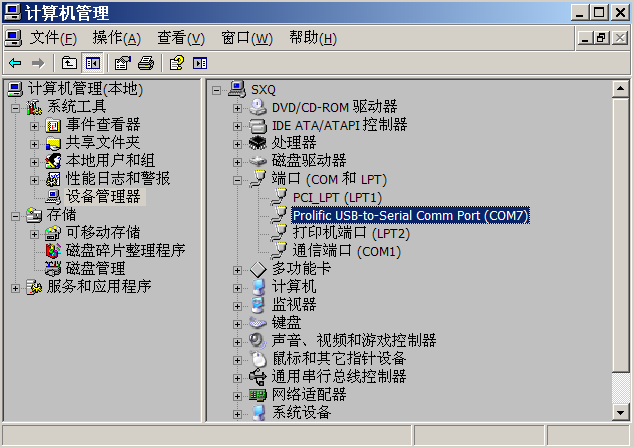 计算机管理
文件(F) 操作(A) 查看(V) 窗口(W) 帮助(H)
计算机管理(本地)
系统工具
事件查看器
共享文件夹
本地用户和组
性能日志和警报
设备管理器
存储
可移动存储
磁盘碎片整理程序
磁盘管理
服务和应用程序
SXQ
DVD/CD-ROM 驱动器
IDE ATA/ATAPI 控制器
处理器
磁盘驱动器
端口 (COM 和 LPT)
PCI_LPT (LPT1)
Prolific USB-to-Serial Comm Port (COM7)
打印机端口 (LPT2)
通信端口 (COM1)
多功能卡
计算机
监视器
键盘
声音、视频和游戏控制器
鼠标和其它指针设备
通用串行总线控制器
网络适配器
系统设备